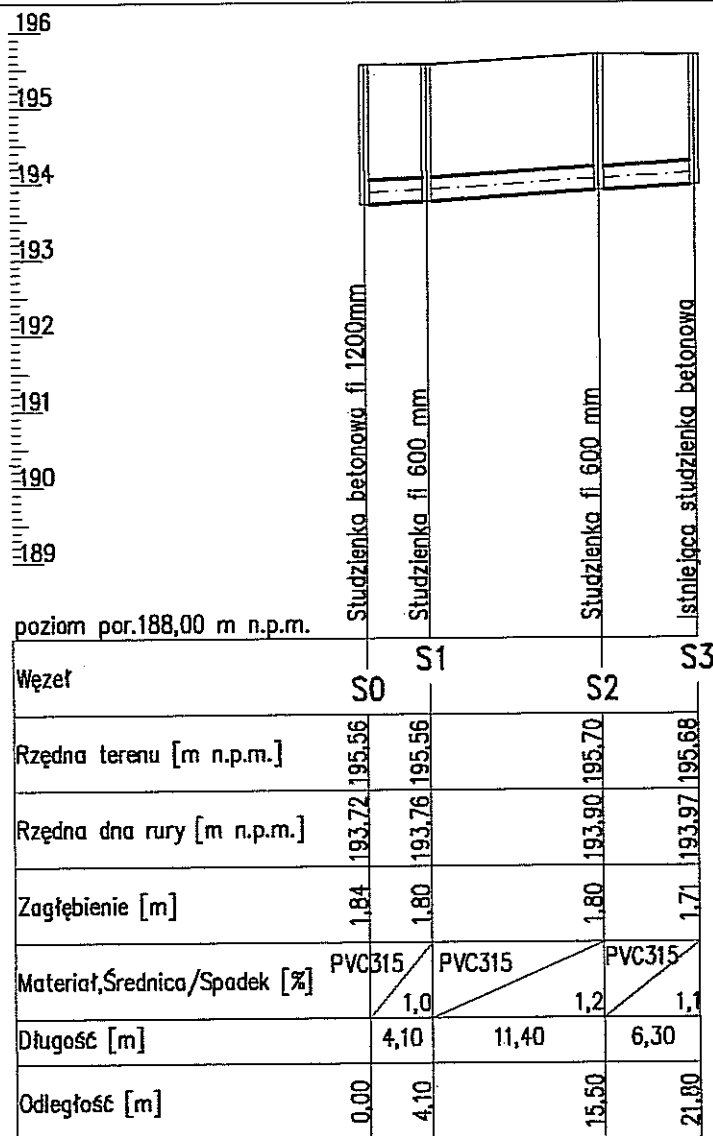 196
195
194
193
192
191
190
189
Studzienka betonowa fi 1200mm
Studzienka fi 600 mm
Studzienka fi 600 mm
Istniejąca studzienka betonowa
poziom por.188,00 m n.p.m.
Węzeł S0 S1 S2 S3
Rzędna terenu [m n.p.m.] 195,56 195,56 195,70 195,68
Rzędna dna rury [m n.p.m.] 193,72 193,76 193,90 193,97
Zagłębienie [m] 1,84 1,80 1,80 1,71
Materiał,Średnica/Spadek [%] PVC315 1,0 PVC315 1,2 PVC315 1,1
Długość [m] 4,10 11,40 6,30
Odległość [m] 0,00 4,10 15,50 21,80